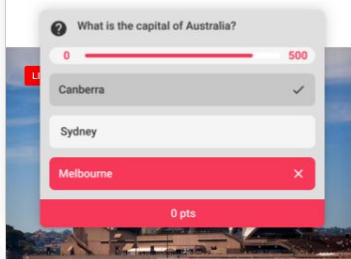 What is the capital of Australia?
0 500
Canberra
Sydney
Melbourne
0 pts